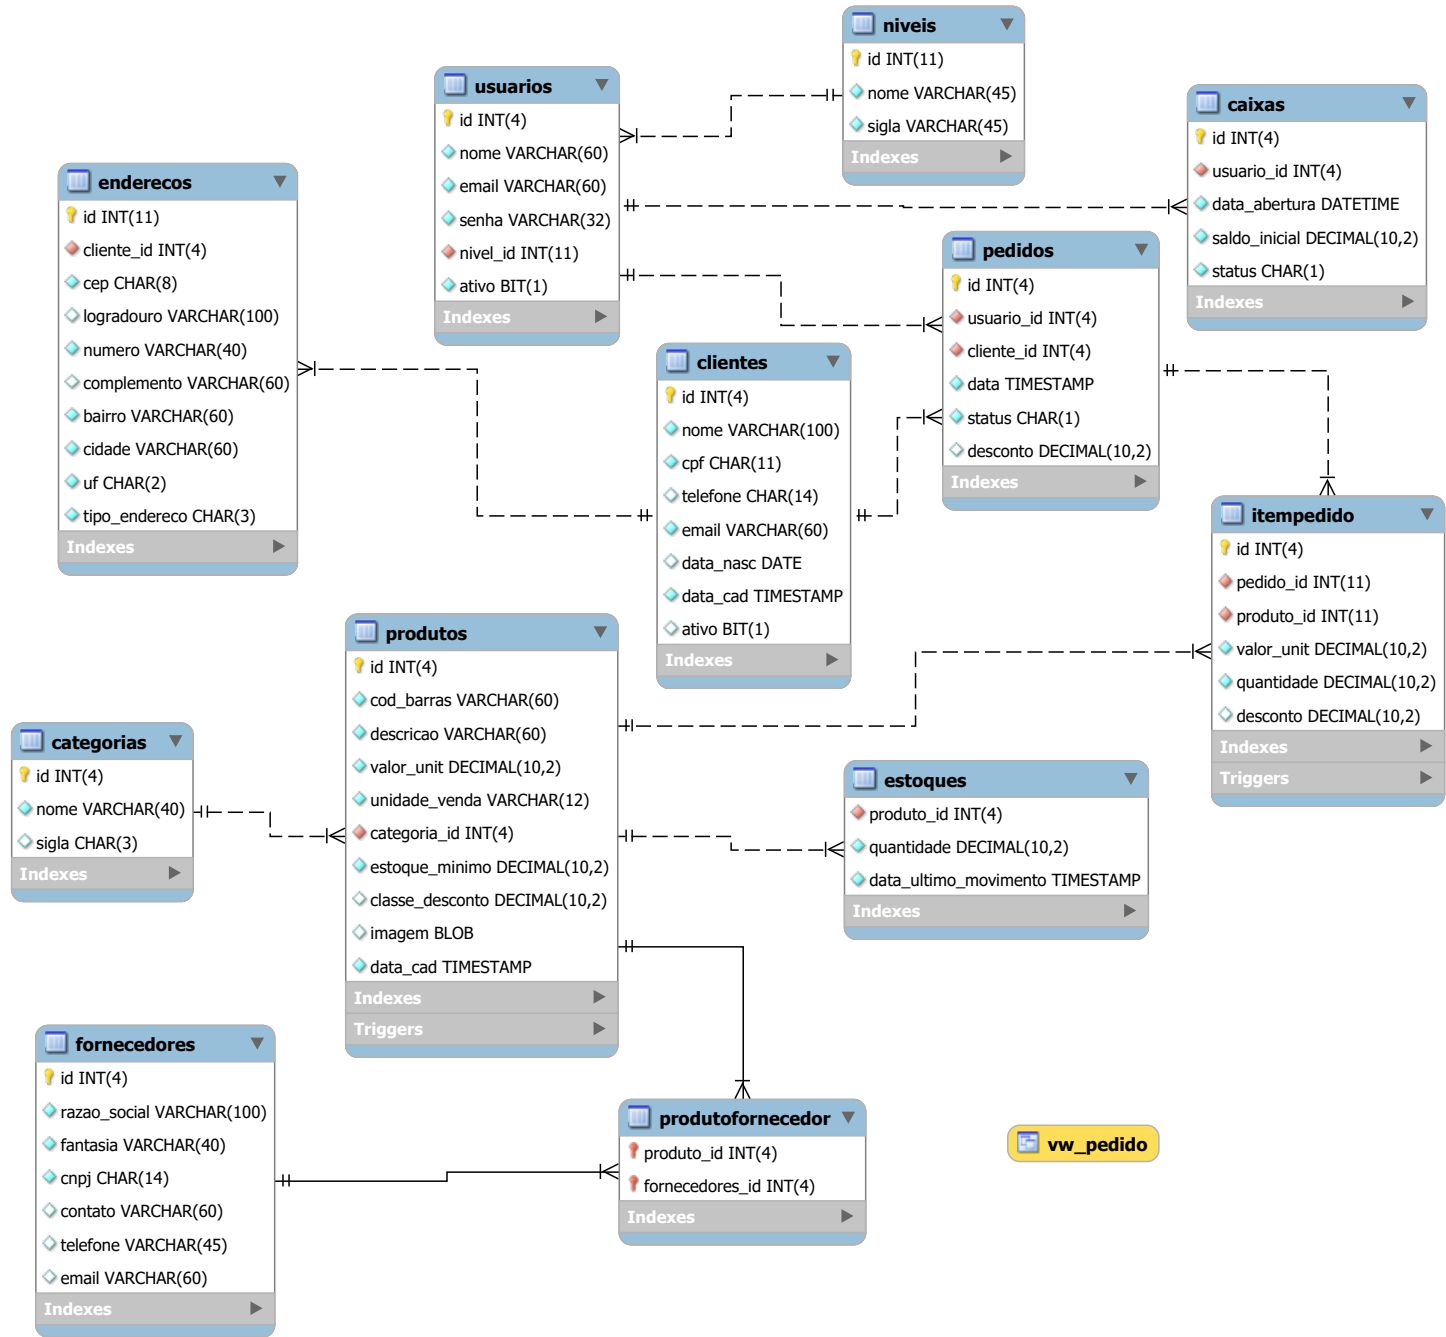 niveis
id INT(11)
nome VARCHAR(45)
sigla VARCHAR(45)
Indexes
usuarios
id INT(4)
nome VARCHAR(60)
email VARCHAR(60)
senha VARCHAR(32)
nivel_id INT(11)
ativo BIT(1)
Indexes
caixas
id INT(4)
usuario_id INT(4)
data_abertura DATETIME
saldo_inicial DECIMAL(10,2)
status CHAR(1)
Indexes
enderecos
id INT(11)
cliente_id INT(4)
cep CHAR(8)
logradouro VARCHAR(100)
numero VARCHAR(40)
complemento VARCHAR(60)
bairro VARCHAR(60)
cidade VARCHAR(60)
uf CHAR(2)
tipo_endereco CHAR(3)
Indexes
pedidos
id INT(4)
usuario_id INT(4)
cliente_id INT(4)
data TIMESTAMP
status CHAR(1)
desconto DECIMAL(10,2)
Indexes
clientes
id INT(4)
nome VARCHAR(100)
cpf CHAR(11)
telefone CHAR(14)
email VARCHAR(60)
data_nasc DATE
data_cad TIMESTAMP
ativo BIT(1)
Indexes
itempedido
id INT(4)
pedido_id INT(11)
produto_id INT(11)
valor_unit DECIMAL(10,2)
quantidade DECIMAL(10,2)
desconto DECIMAL(10,2)
Indexes
Triggers
produtos
id INT(4)
cod_barras VARCHAR(60)
descricao VARCHAR(60)
valor_unit DECIMAL(10,2)
unidade_venda VARCHAR(12)
categoria_id INT(4)
estoque_minimo DECIMAL(10,2)
classe_desconto DECIMAL(10,2)
imagem BLOB
data_cad TIMESTAMP
Indexes
Triggers
categorias
id INT(4)
nome VARCHAR(40)
sigla CHAR(3)
Indexes
estoques
produto_id INT(4)
quantidade DECIMAL(10,2)
data_ultimo_movimento TIMESTAMP
Indexes
fornecedores
id INT(4)
razao_social VARCHAR(100)
fantasia VARCHAR(40)
cnpj CHAR(14)
contato VARCHAR(60)
telefone VARCHAR(45)
email VARCHAR(60)
Indexes
produtofornecedor
produto_id INT(4)
fornecedores_id INT(4)
Indexes
vw_pedido